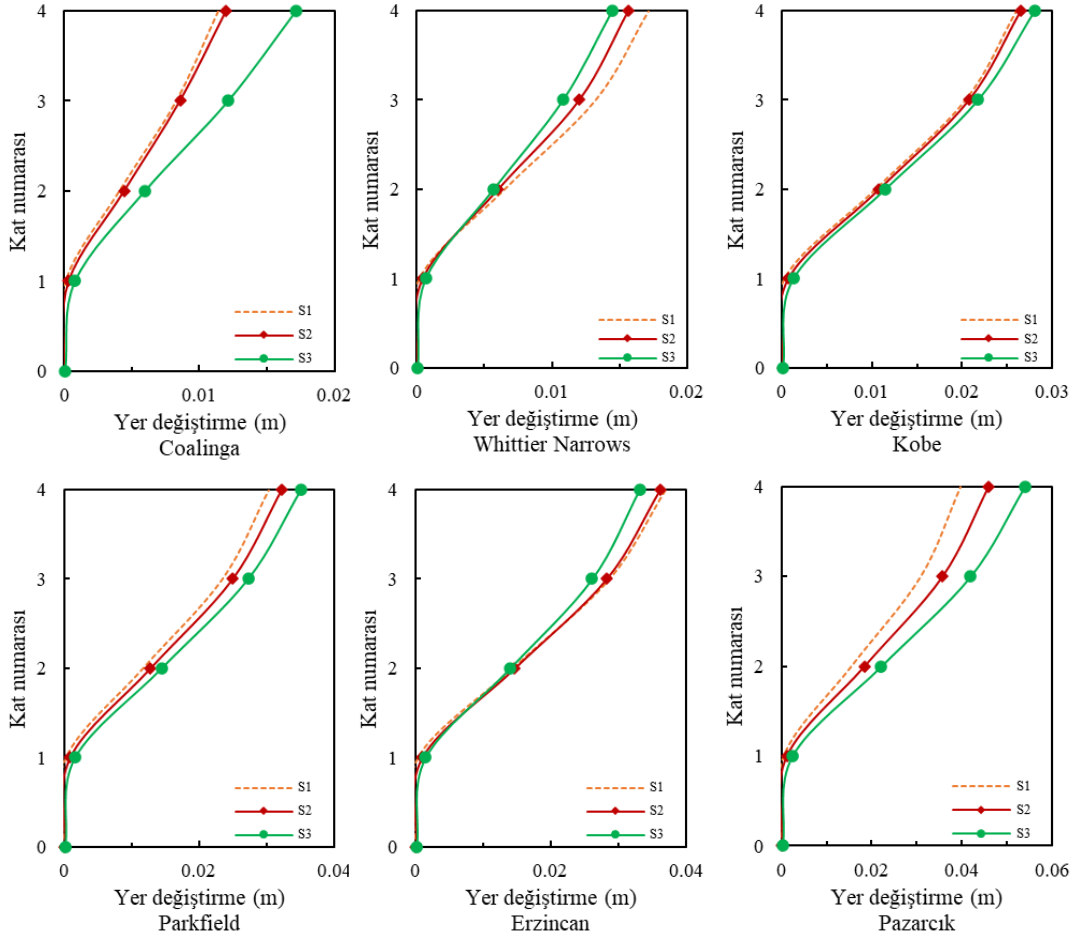 4
3
2
1
0
Kat numarası
S1
S2
S3
0
0.01
0.02
Yer değiştirme (m)
Coalinga
4
3
2
1
0
Kat numarası
S1
S2
S3
0
0.01
0.02
Yer değiştirme (m)
Whittier Narrows
4
3
2
1
0
Kat numarası
S1
S2
S3
0
0.01
0.02
0.03
Yer değiştirme (m)
Kobe
4
3
2
1
0
Kat numarası
S1
S2
S3
0
0.02
0.04
Yer değiştirme (m)
Parkfield
4
3
2
1
0
Kat numarası
S1
S2
S3
0
0.02
0.04
Yer değiştirme (m)
Erzincan
4
3
2
1
0
Kat numarası
S1
S2
S3
0
0.02
0.04
0.06
Yer değiştirme (m)
Pazarcık